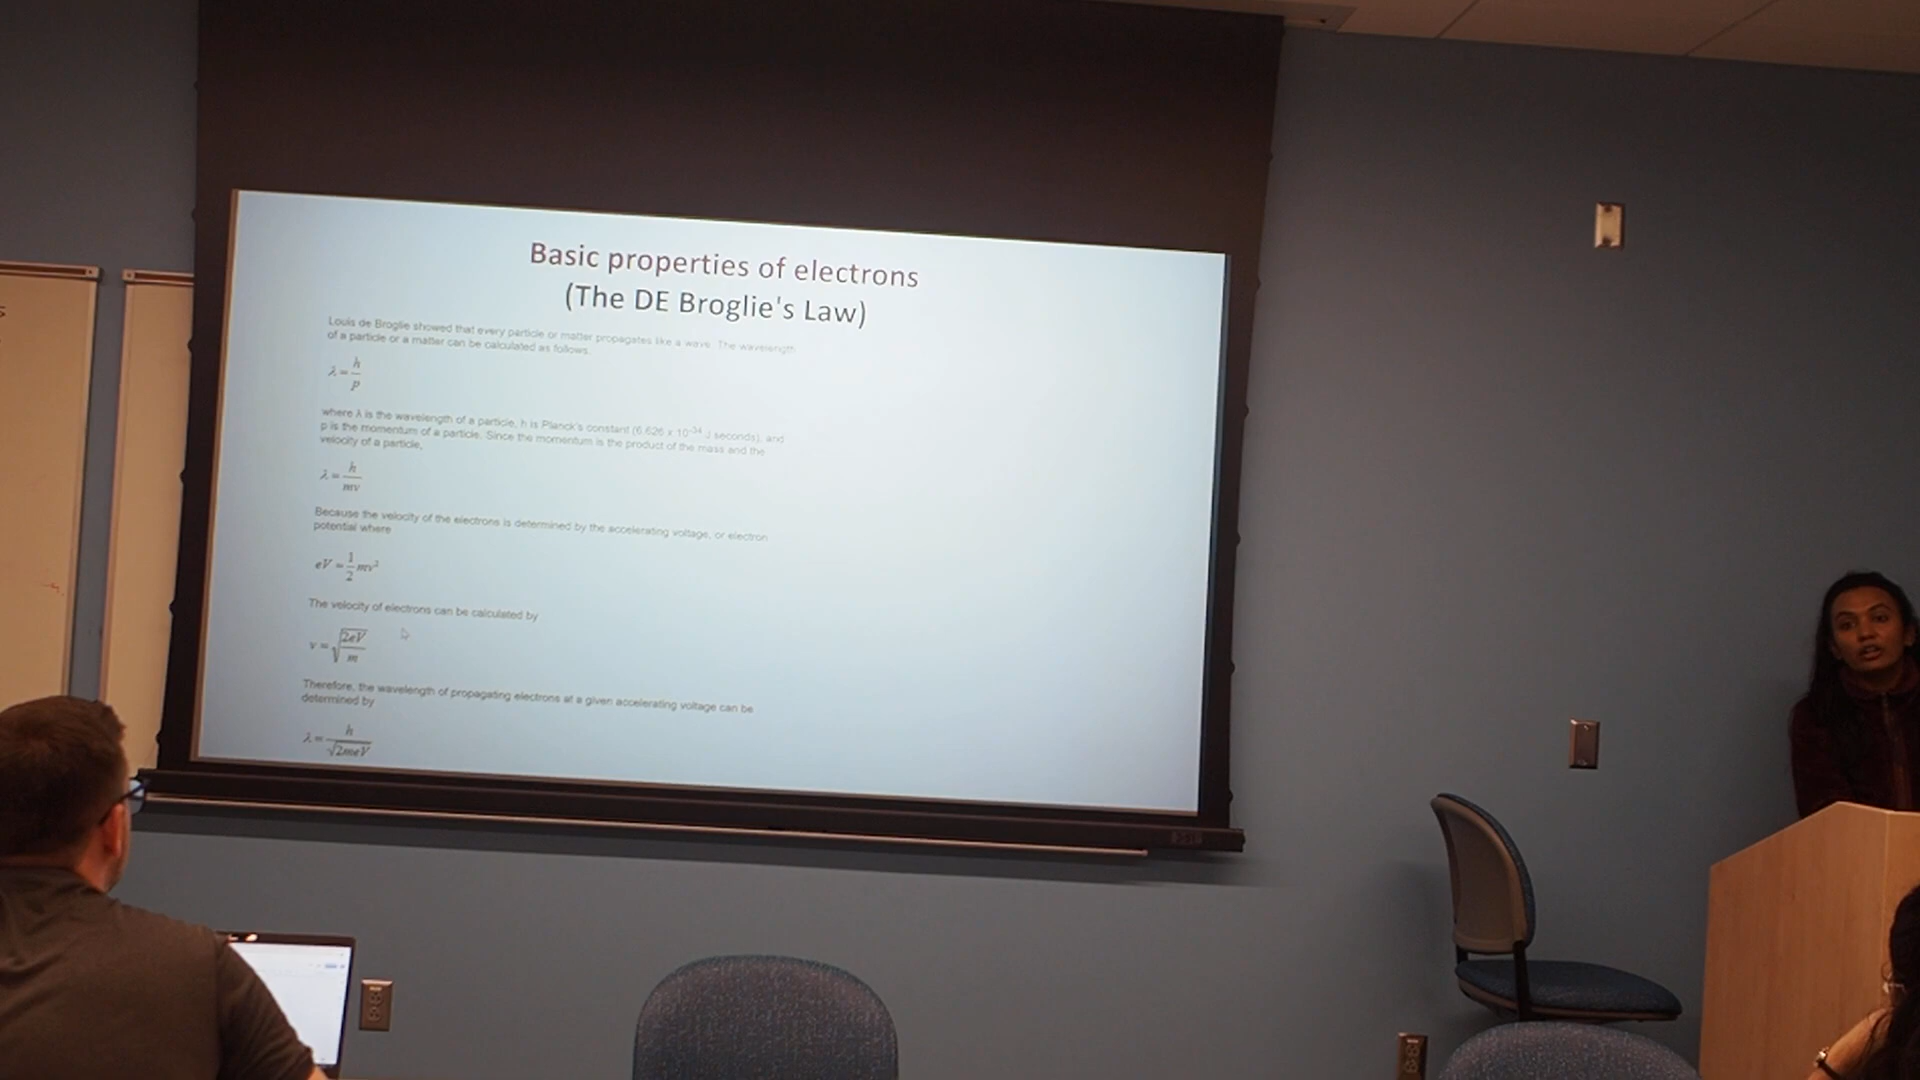 Basic properties of electrons
(The DE Broglie's Law)
Louis de Broglie showed that every particle or matter propagates like a wave. The wavelength
of a particle or a matter can be calculated as follows.
λ = h/p
where λ is the wavelength of a particle, h is Planck's constant (6.626 x 10⁻³⁴ J seconds), and
p is the momentum of a particle. Since the momentum is the product of the mass and the
velocity of a particle,
λ = h/mv
Because the velocity of the electrons is determined by the accelerating voltage, or electron
potential where
eV = 1/2 mv²
The velocity of electrons can be calculated by
v = √(2eV/m)
Therefore, the wavelength of propagating electrons at a given accelerating voltage can be
determined by
λ = h/√2meV